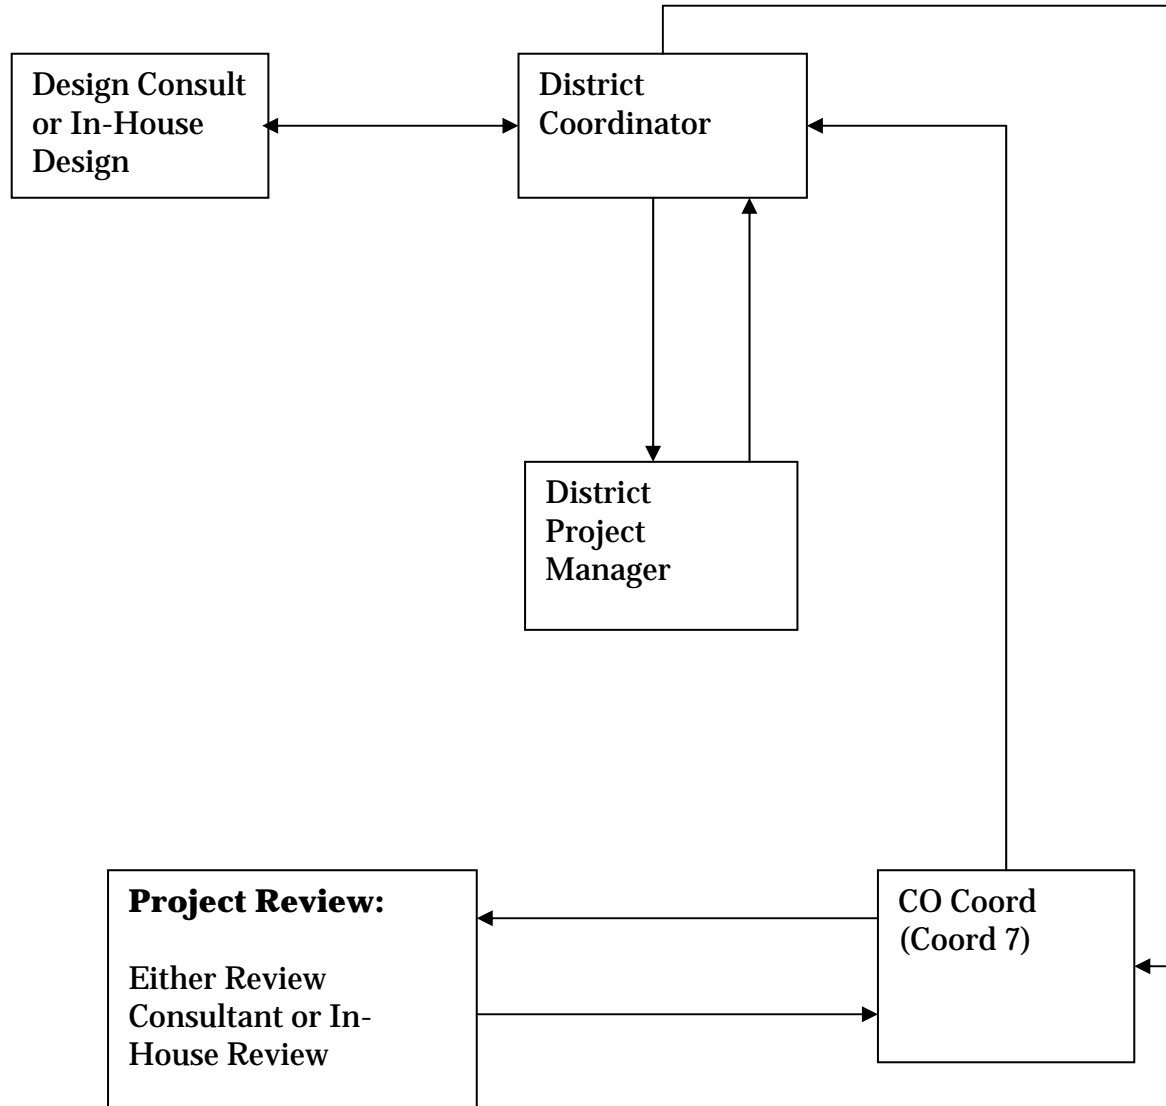 Design Consult
or In-House
Design
District
Coordinator
District
Project
Manager
Project Review:
Either Review
Consultant or In-
House Review
CO Coord
(Coord 7)